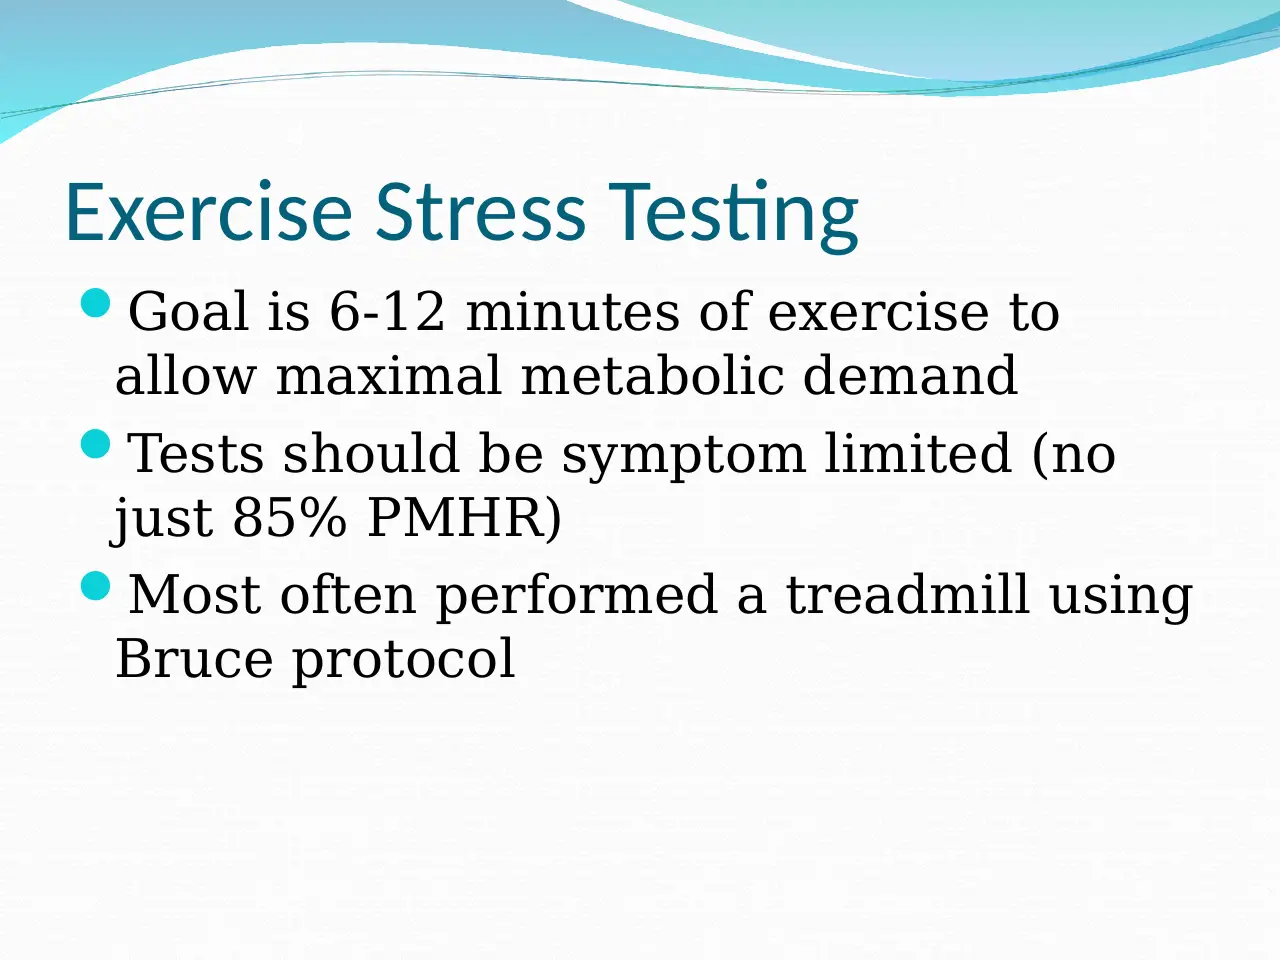 Exercise Stress Testing
Goal is 6-12 minutes of exercise to
allow maximal metabolic demand
Tests should be symptom limited (no
just 85% PMHR)
Most often performed a treadmill using
Bruce protocol